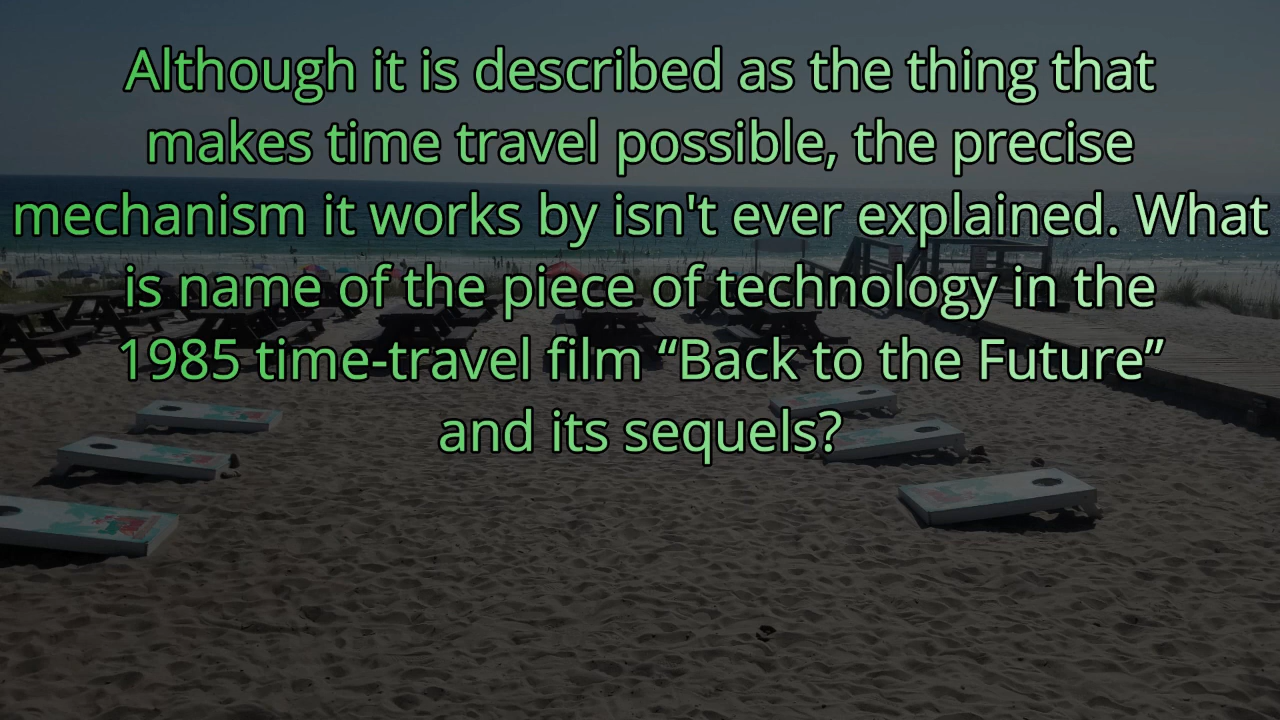 Although it is described as the thing that
makes time travel possible, the precise
mechanism it works by isn't ever explained. What
is name of the piece of technology in the
1985 time-travel film “Back to the Future”
and its sequels?